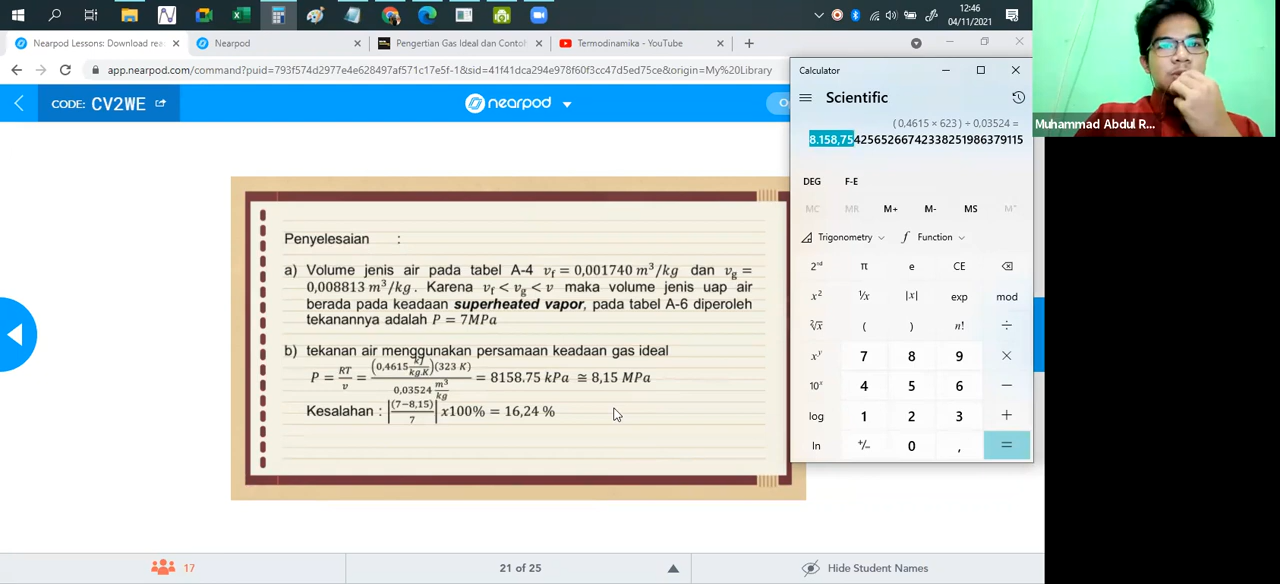 12:46
04/11/2021
Nearpod Lessons: Download rea
Nearpod
Pengertian Gas Ideal dan Contoh
Termodinamika - YouTube
app.nearpod.com/command?puid=793f574d2977e4e628497af571c17e5f-1&sid=41f41dca294e978f60f3cc47d5ed75ce&origin=My%20Library
CODE: CV2WE
nearpod
Calculator
Scientific
(0,4615 × 623) ÷ 0,03524 =
8.158,7542565266742338251986379115
DEG F-E
MC MR M+ M- MS M˅
Trigonometry Function
2ⁿᵈ π e CE
x² ¹/x |x| exp mod
²√x ( ) n! ÷
xʸ 7 8 9 ×
10ˣ 4 5 6 −
log 1 2 3 +
ln +/− 0 , =
Muhammad Abdul R...
Penyelesaian :
a) Volume jenis air pada tabel A-4 v_f = 0,001740 m³/kg dan v_g =
0,008813 m³/kg. Karena v_f < v_g < v maka volume jenis uap air
berada pada keadaan superheated vapor, pada tabel A-6 diperoleh
tekanannya adalah P = 7MPa
b) tekanan air menggunakan persamaan keadaan gas ideal
P = RT/v = (0,4615 kJ/kg.K)(323 K) / 0,03524 m³/kg = 8158.75 kPa ≅ 8,15 MPa
Kesalahan : |(7−8,15)/7| x100% = 16,24 %
17
21 of 25
Hide Student Names